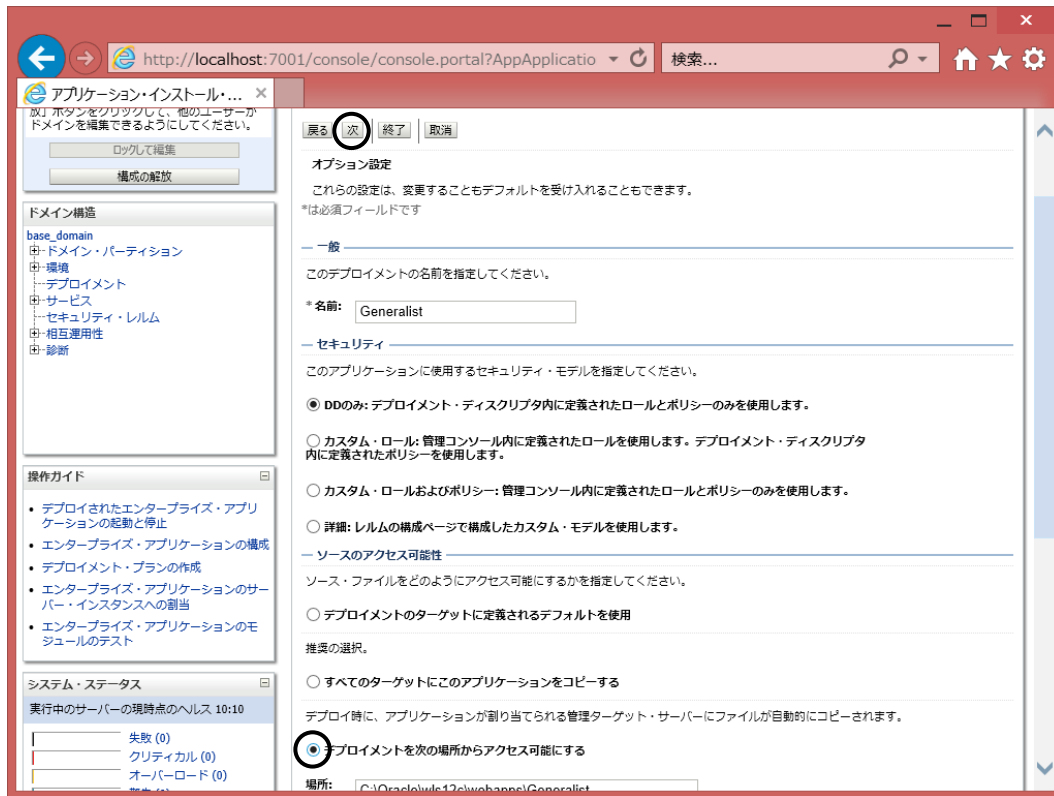 http://localhost:7001/console/console.portal?AppApplicatio
検索...
アプリケーション・インストール・...
放』ボタンをクリックして、他のユーザーが
ドメインを編集できるようにしてください。
ロックして編集
構成の解放
ドメイン構造
base_domain
ドメイン・パーティション
環境
デプロイメント
サービス
セキュリティ・レルム
相互運用性
診断
操作ガイド
• デプロイされたエンタープライズ・アプリ
ケーションの起動と停止
• エンタープライズ・アプリケーションの構成
• デプロイメント・プランの作成
• エンタープライズ・アプリケーションのサー
バー・インスタンスへの割当
• エンタープライズ・アプリケーションのモ
ジュールのテスト
システム・ステータス
実行中のサーバーの現時点のヘルス 10:10
失敗 (0)
クリティカル (0)
オーバーロード (0)
戻る 次 終了 取消
オプション設定
これらの設定は、変更することもデフォルトを受け入れることもできます。
*は必須フィールドです
一般
このデプロイメントの名前を指定してください。
*名前: Generalist
セキュリティ
このアプリケーションに使用するセキュリティ・モデルを指定してください。
DDのみ: デプロイメント・ディスクリプタ内に定義されたロールとポリシーのみを使用します。
カスタム・ロール: 管理コンソール内に定義されたロールを使用します。デプロイメント・ディスクリプタ
内に定義されたポリシーを使用します。
カスタム・ロールおよびポリシー: 管理コンソール内に定義されたロールとポリシーのみを使用します。
詳細: レルムの構成ページで構成したカスタム・モデルを使用します。
ソースのアクセス可能性
ソース・ファイルをどのようにアクセス可能にするかを指定してください。
デプロイメントのターゲットに定義されるデフォルトを使用
推奨の選択。
すべてのターゲットにこのアプリケーションをコピーする
デプロイ時に、アプリケーションが割り当てられる管理ターゲット・サーバーにファイルが自動的にコピーされます。
デプロイメントを次の場所からアクセス可能にする
場所: C:\Oracle\wls12c\webapps\Generalist